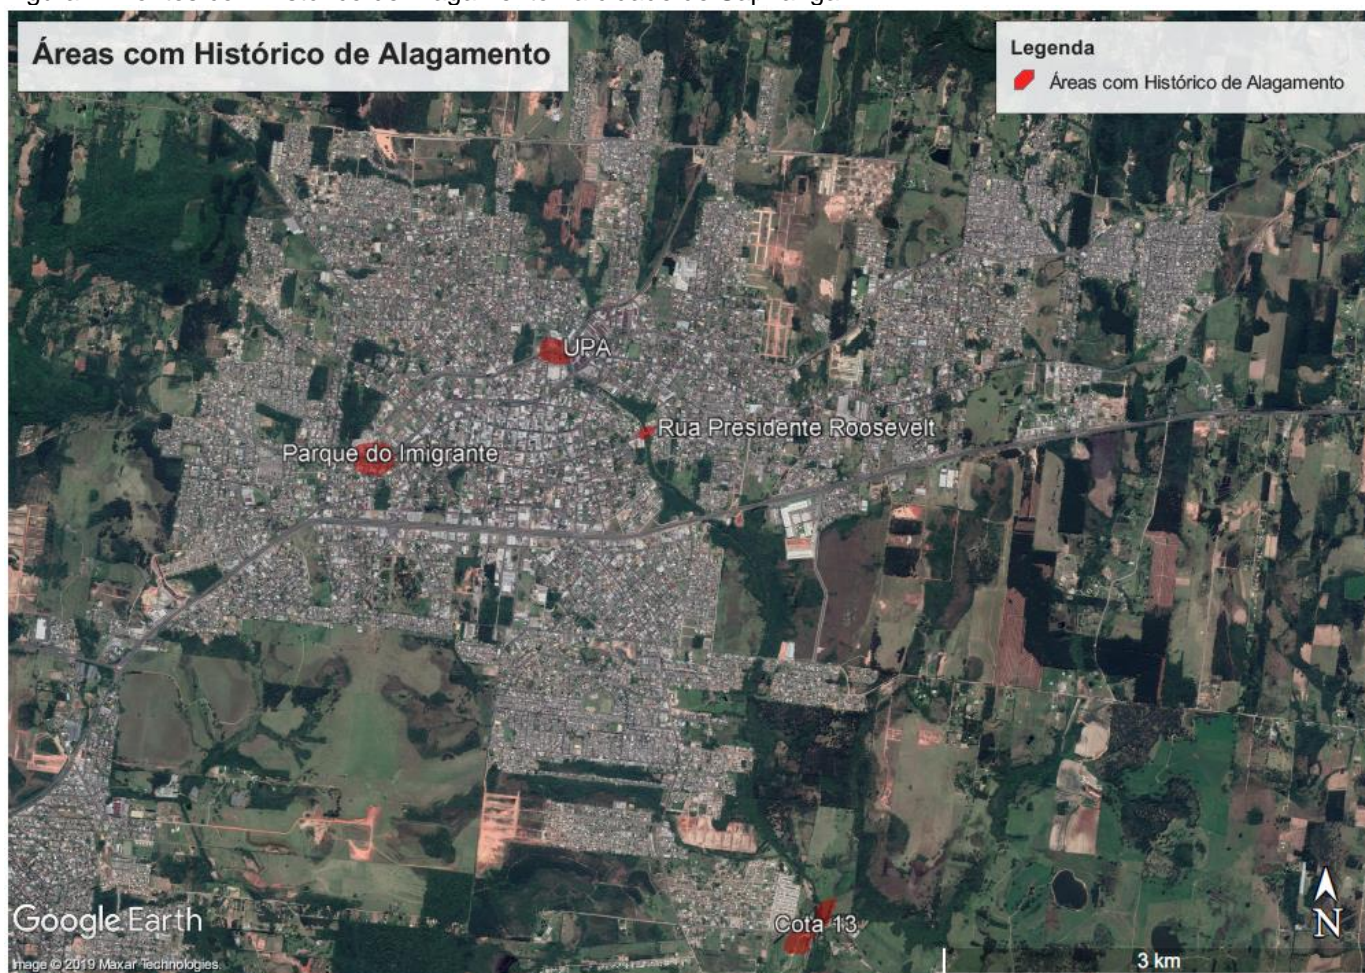 Áreas com Histórico de Alagamento
Legenda
Áreas com Histórico de Alagamento
UPA
Rua Presidente Roosevelt
Parque do Imigrante
Cota 13
Google Earth
N
Image © 2019 Maxar Technologies
3 km